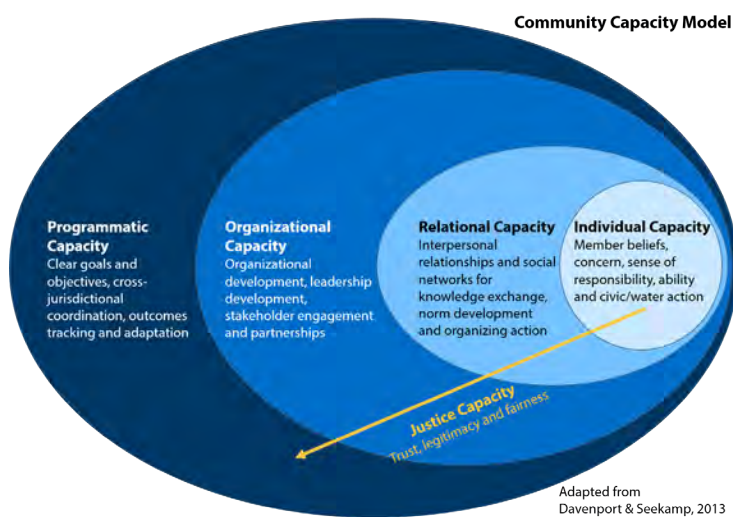 Community Capacity Model
Programmatic
Capacity
Clear goals and
objectives, cross-
jurisdictional
coordination, outcomes
tracking and adaptation
Organizational
Capacity
Organizational
development, leadership
development,
stakeholder engagement
and partnerships
Relational Capacity
Interpersonal
relationships and social
networks for
knowledge exchange,
norm development
and organizing action
Individual Capacity
Member beliefs,
concern, sense of
responsibility, ability
and civic/water action
Justice Capacity
Trust, legitimacy and fairness
Adapted from
Davenport & Seekamp, 2013